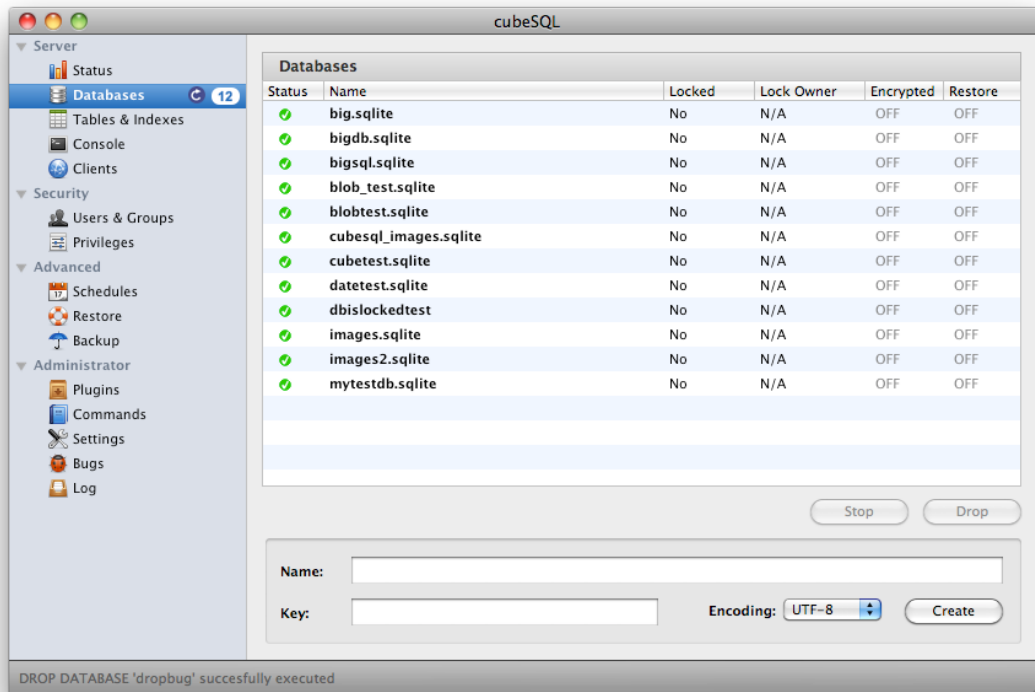 cubeSQL
Server
Status
Databases 12
Tables & Indexes
Console
Clients
Security
Users & Groups
Privileges
Advanced
17 Schedules
Restore
Backup
Administrator
Plugins
Commands
Settings
Bugs
Log
Databases
Status Name Locked Lock Owner Encrypted Restore
big.sqlite No N/A OFF OFF
bigdb.sqlite No N/A OFF OFF
bigsql.sqlite No N/A OFF OFF
blob_test.sqlite No N/A OFF OFF
blobtest.sqlite No N/A OFF OFF
cubesql_images.sqlite No N/A OFF OFF
cubetest.sqlite No N/A OFF OFF
datetest.sqlite No N/A OFF OFF
dbislockedtest No N/A OFF OFF
images.sqlite No N/A OFF OFF
images2.sqlite No N/A OFF OFF
mytestdb.sqlite No N/A OFF OFF
Stop Drop
Name:
Key: Encoding: UTF-8 Create
DROP DATABASE 'dropbug' succesfully executed